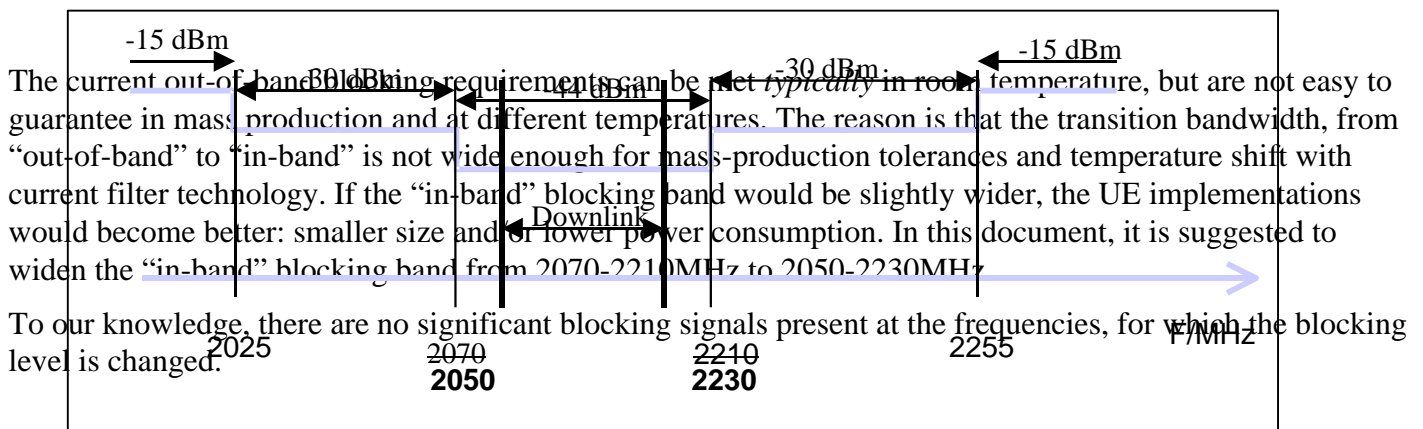 -15 dBm
-15 dBm
-30 dBm
-30 dBm
-44 dBm
The current out-of-band blocking requirements can be met typically in room temperature, but are not easy to
guarantee in mass production and at different temperatures. The reason is that the transition bandwidth, from
“out-of-band” to “in-band” is not wide enough for mass-production tolerances and temperature shift with
current filter technology. If the “in-band” blocking band would be slightly wider, the UE implementations
would become better: smaller size and/or lower power consumption. In this document, it is suggested to
Downlink
widen the “in-band” blocking band from 2070-2210MHz to 2050-2230MHz
To our knowledge, there are no significant blocking signals present at the frequencies, for which the blocking
level is changed.
F/MHz
2025
2070
2050
2210
2230
2255